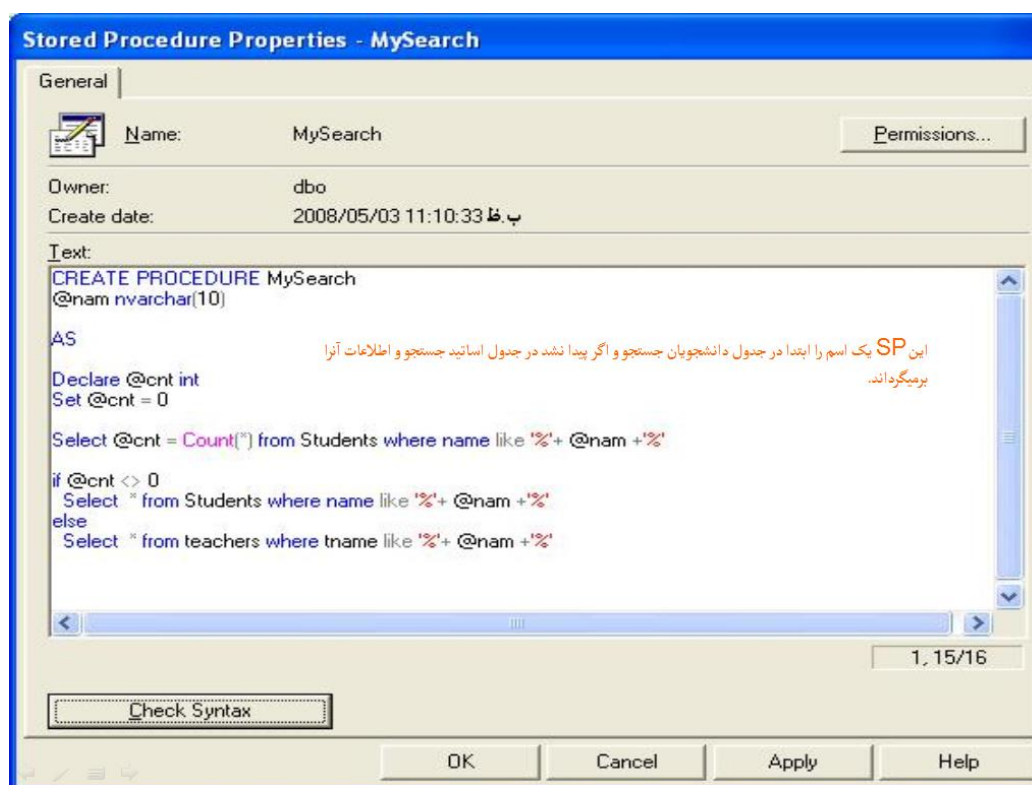 Stored Procedure Properties - MySearch
General
Name: MySearch
Permissions...
Owner: dbo
Create date: 2008/05/03 11:10:33 ب.ظ
Text:
CREATE PROCEDURE MySearch
@nam nvarchar(10)
AS
این SP یک اسم را ابتدا در جدول دانشجویان جستجو و اگر پیدا نشد در جدول اساتید جستجو و اطلاعات آنرا
برمیگرداند.
Declare @cnt int
Set @cnt = 0
Select @cnt = Count(*) from Students where name like '%'+ @nam +'%'
if @cnt <> 0
Select * from Students where name like '%'+ @nam +'%'
else
Select * from teachers where tname like '%'+ @nam +'%'
1, 15/16
Check Syntax
OK Cancel Apply Help